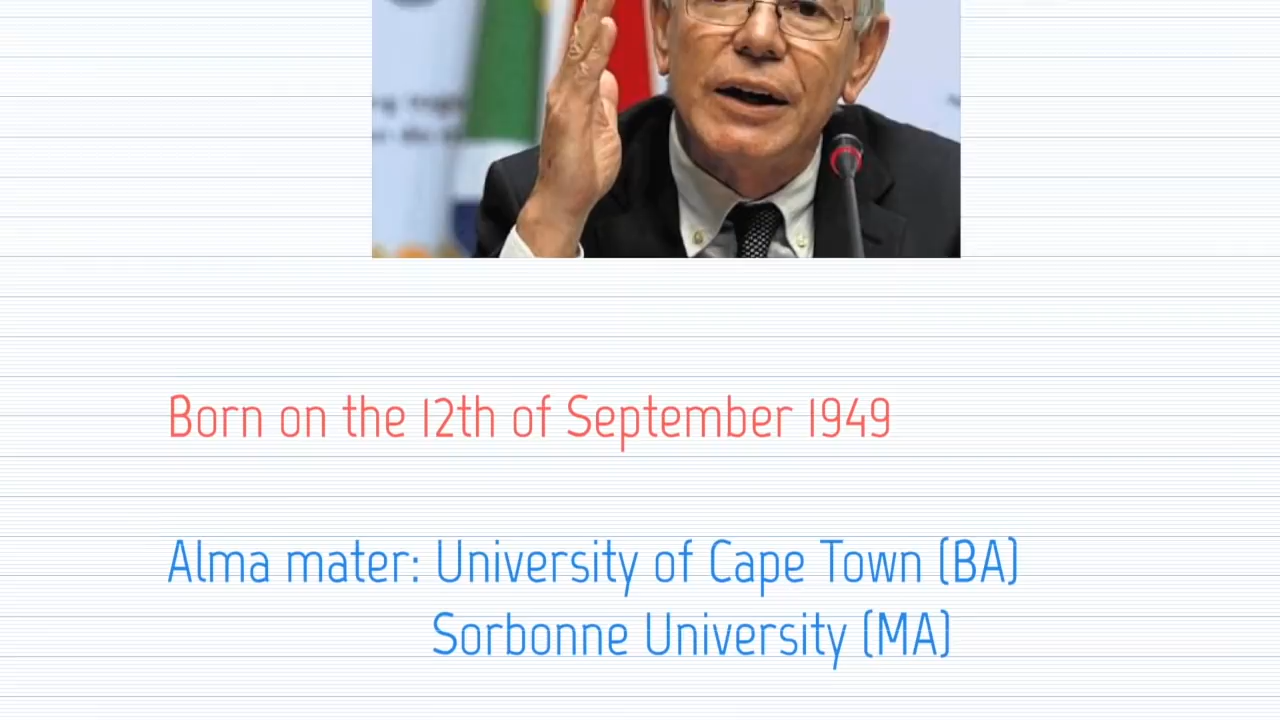 Born on the 12th of September 1949
Alma mater: University of Cape Town (BA)
Sorbonne University (MA)